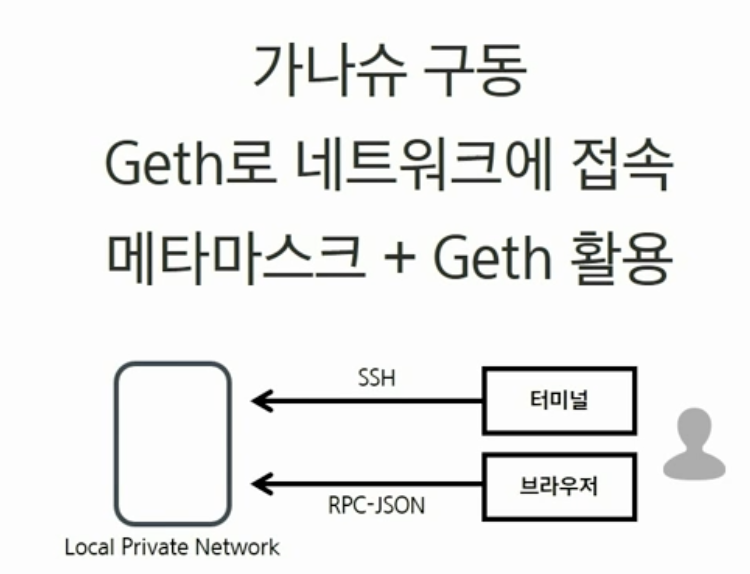 가나슈 구동
Geth로 네트워크에 접속
메타마스크 + Geth 활용
SSH
터미널
브라우저
RPC-JSON
Local Private Network